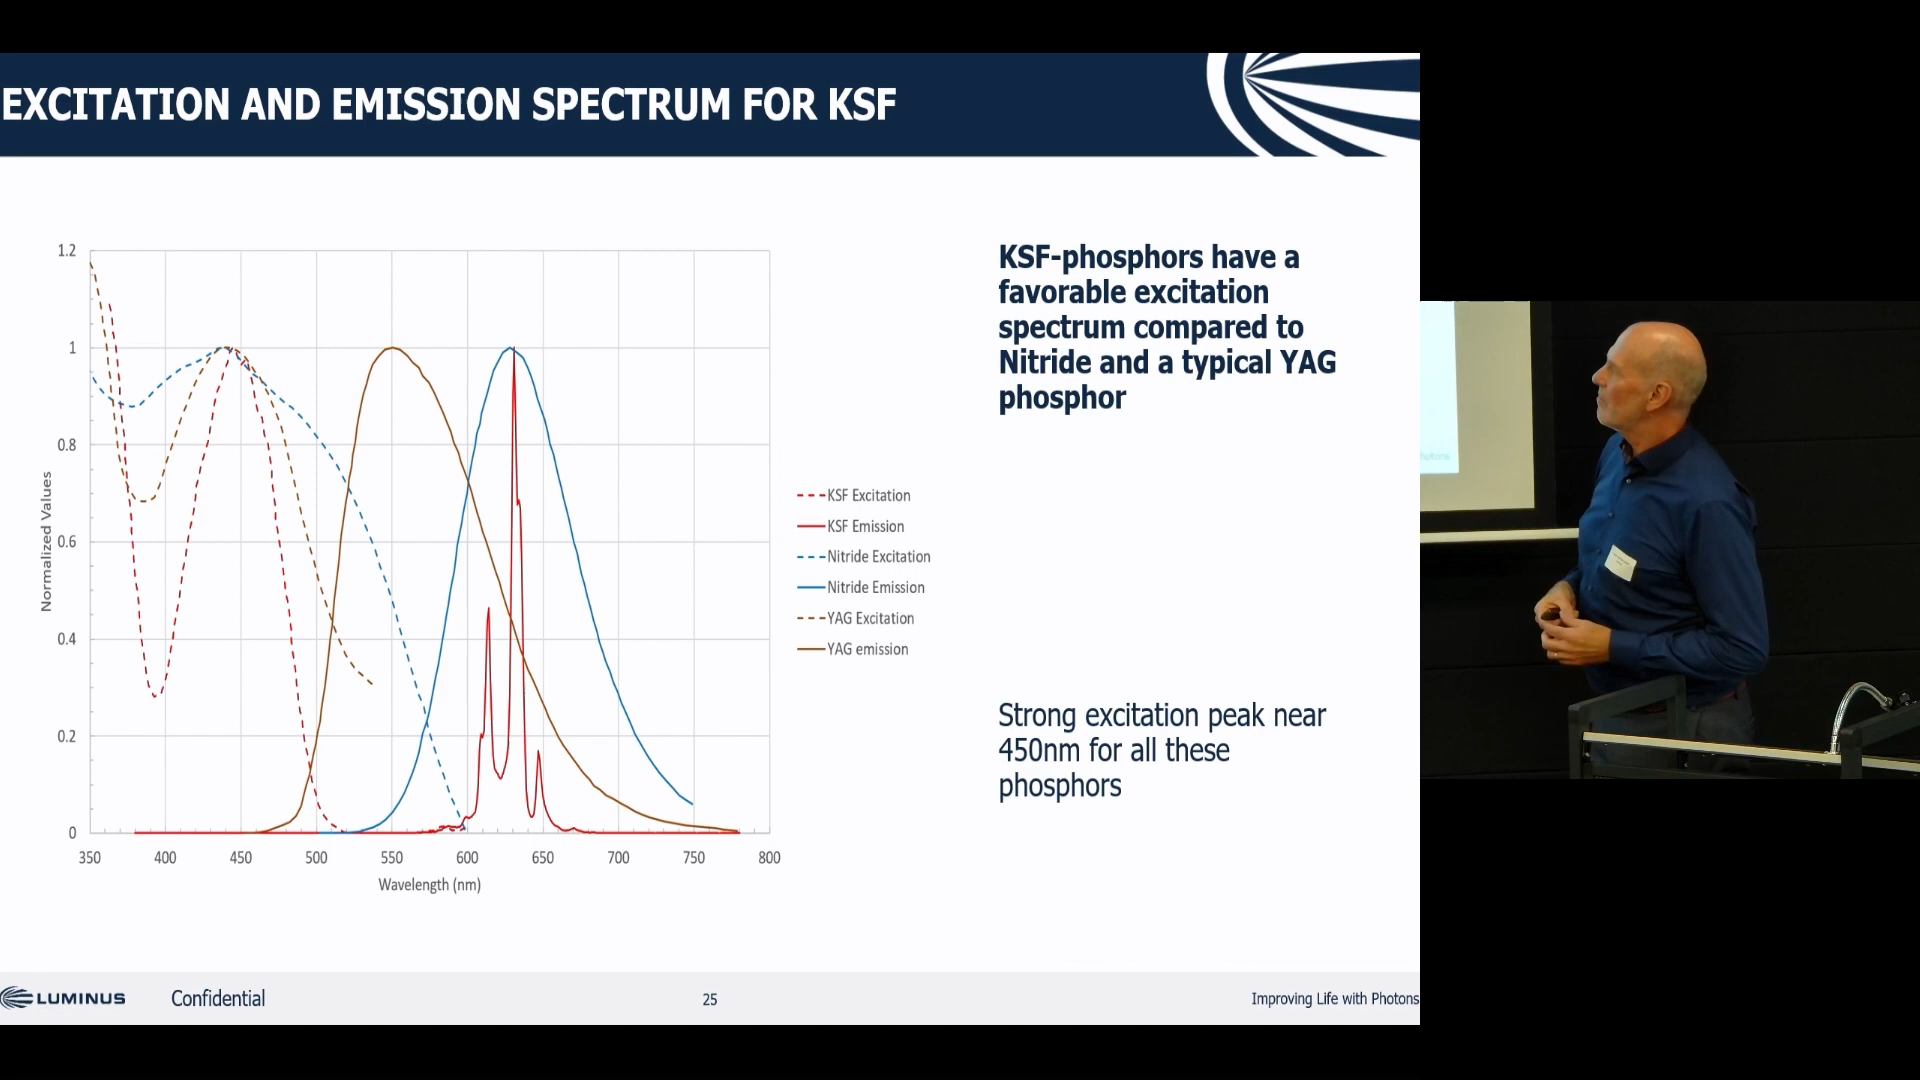 EXCITATION AND EMISSION SPECTRUM FOR KSF
KSF-phosphors have a
favorable excitation
spectrum compared to
Nitride and a typical YAG
phosphor
Strong excitation peak near
450nm for all these
phosphors
1.2
1
0.8
0.6
0.4
0.2
0
Normalized Values
350 400 450 500 550 600 650 700 750 800
Wavelength (nm)
KSF Excitation
KSF Emission
Nitride Excitation
Nitride Emission
YAG Excitation
YAG emission
LUMINUS
Confidential
25
Improving Life with Photons